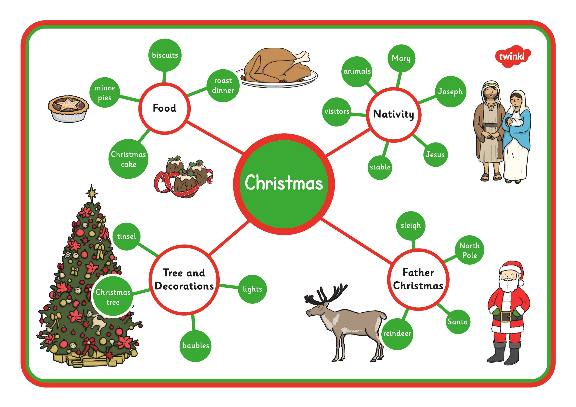 biscuits
mince
pies
roast
dinner
Food
Christmas
cake
Mary
animals
Joseph
visitors
Nativity
Jesus
stable
twinkl
Christmas
tinsel
Tree and
Decorations
Christmas
tree
lights
baubles
sleigh
North
Pole
Father
Christmas
Santa
reindeer